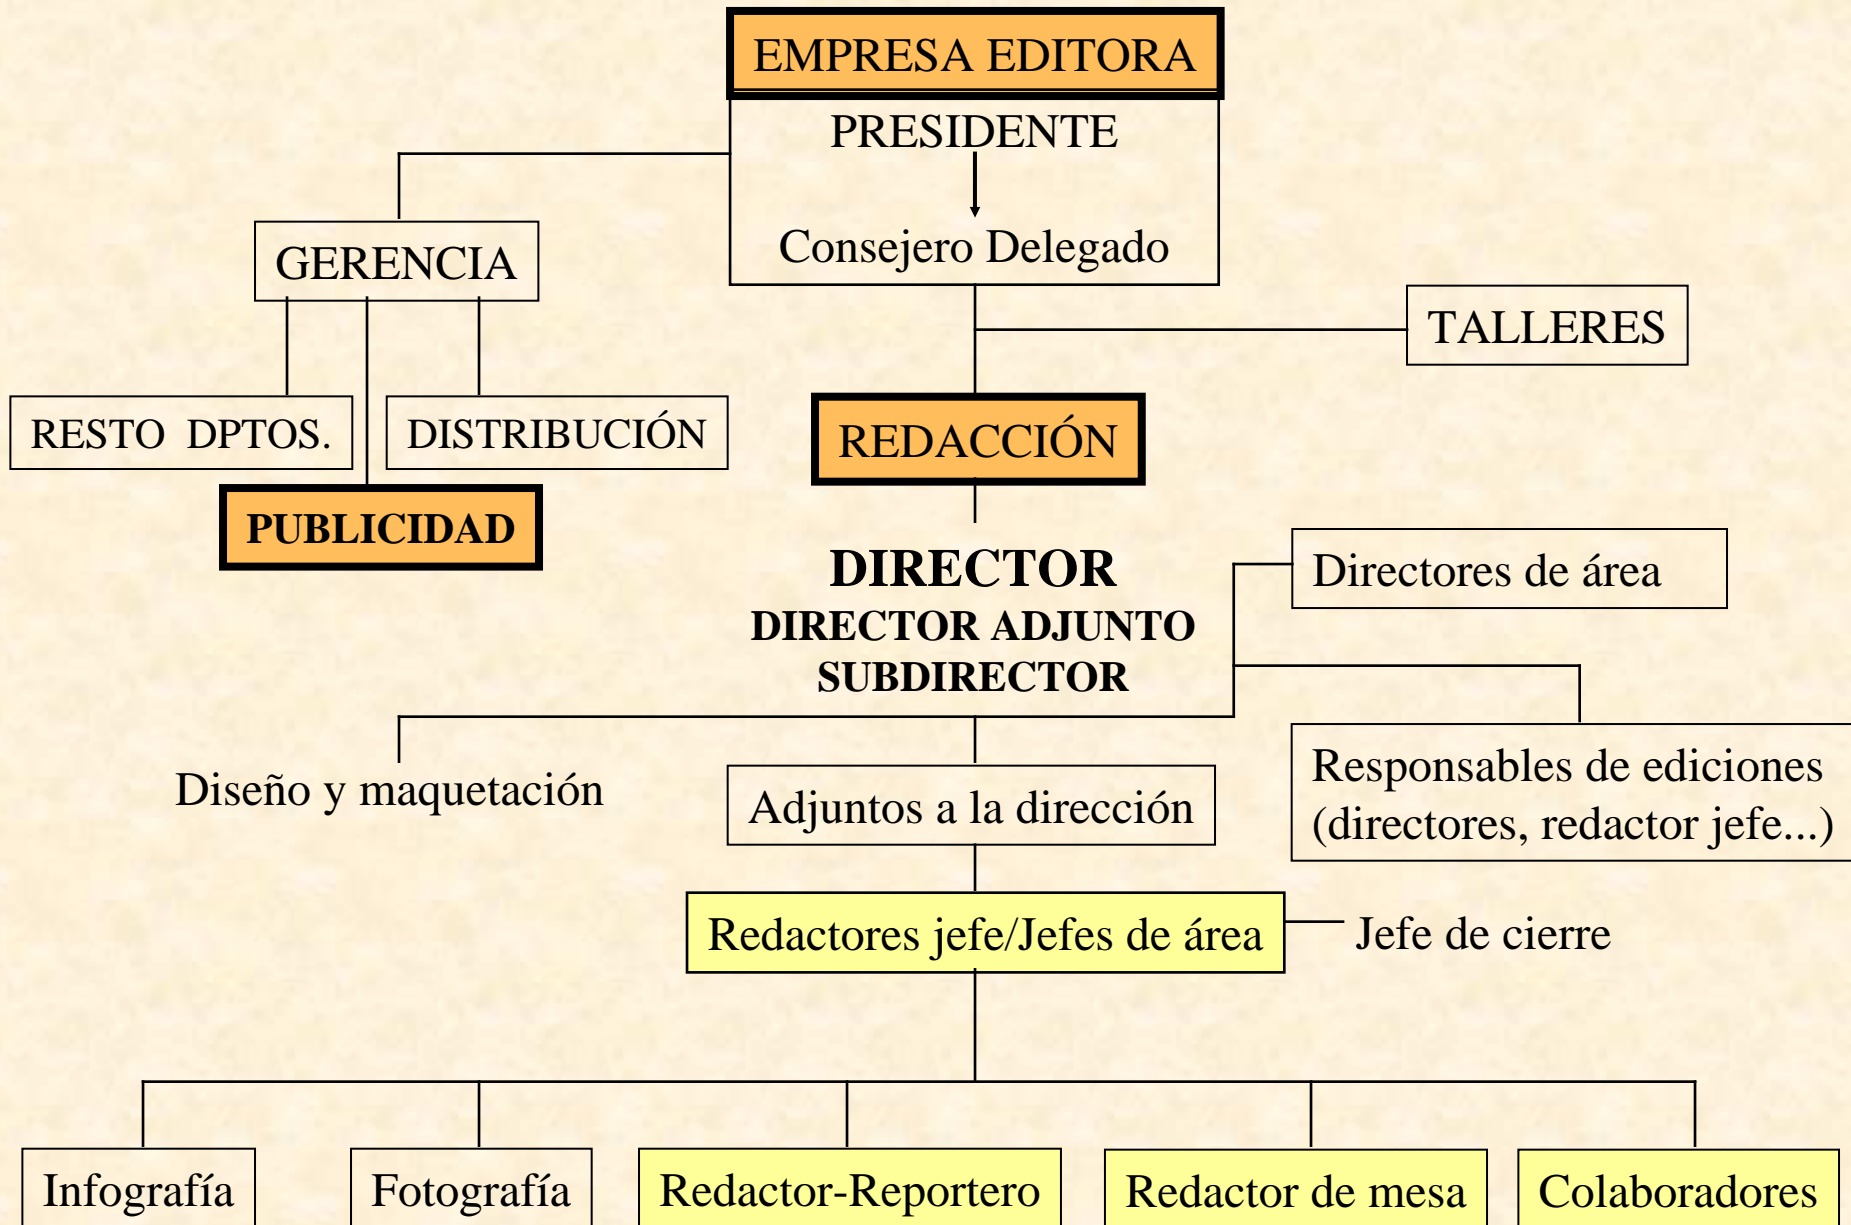 EMPRESA EDITORA
PRESIDENTE
Consejero Delegado
GERENCIA
TALLERES
RESTO DPTOS.
DISTRIBUCIÓN
REDACCIÓN
PUBLICIDAD
DIRECTOR
DIRECTOR ADJUNTO
SUBDIRECTOR
Directores de área
Diseño y maquetación
Adjuntos a la dirección
Responsables de ediciones
(directores, redactor jefe...)
Redactores jefe/Jefes de área
Jefe de cierre
Infografía
Fotografía
Redactor-Reportero
Redactor de mesa
Colaboradores